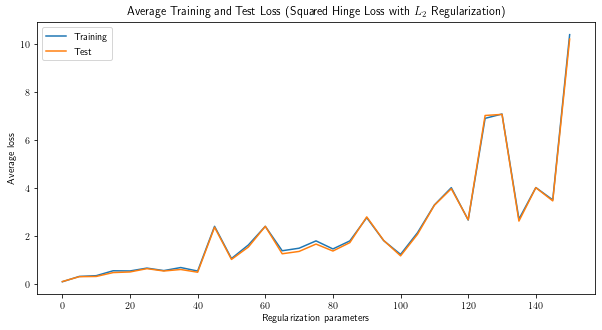 Average Training and Test Loss (Squared Hinge Loss with L₂ Regularization)
Training
Test
Average loss
10
8
6
4
2
0
0 20 40 60 80 100 120 140
Regularization parameters